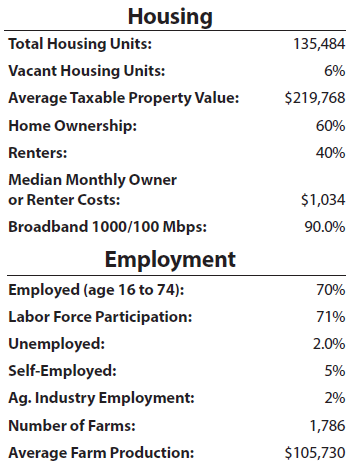 Housing
Total Housing Units: 135,484
Vacant Housing Units: 6%
Average Taxable Property Value: $219,768
Home Ownership: 60%
Renters: 40%
Median Monthly Owner
or Renter Costs: $1,034
Broadband 1000/100 Mbps: 90.0%
Employment
Employed (age 16 to 74): 70%
Labor Force Participation: 71%
Unemployed: 2.0%
Self-Employed: 5%
Ag. Industry Employment: 2%
Number of Farms: 1,786
Average Farm Production: $105,730